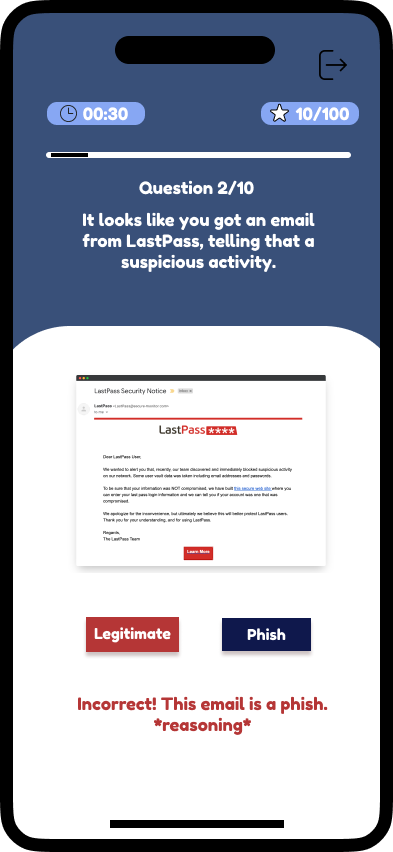 00:30
10/100
Question 2/10
It looks like you got an email
from LastPass, telling that a
suspicious activity.
LastPass Security Notice
Inbox x
LastPass <LastPass@secure-monitor.com>
to me
LastPass ****
Dear LastPass User,
We wanted to alert you that, recently, our team discovered and immediately blocked suspicious activity
on our network. Some user vault data was taken including email addresses and passwords.
To be sure that your information was NOT compromised, we have built this secure web site where you
can enter your last pass login information and we can tell you if your account was one that was
compromised.
We apologize for the inconvenience, but ultimately we believe this will better protect LastPass users.
Thank you for your understanding, and for using LastPass.
Regards,
The LastPass Team
Learn More
Legitimate
Phish
Incorrect! This email is a phish.
*reasoning*